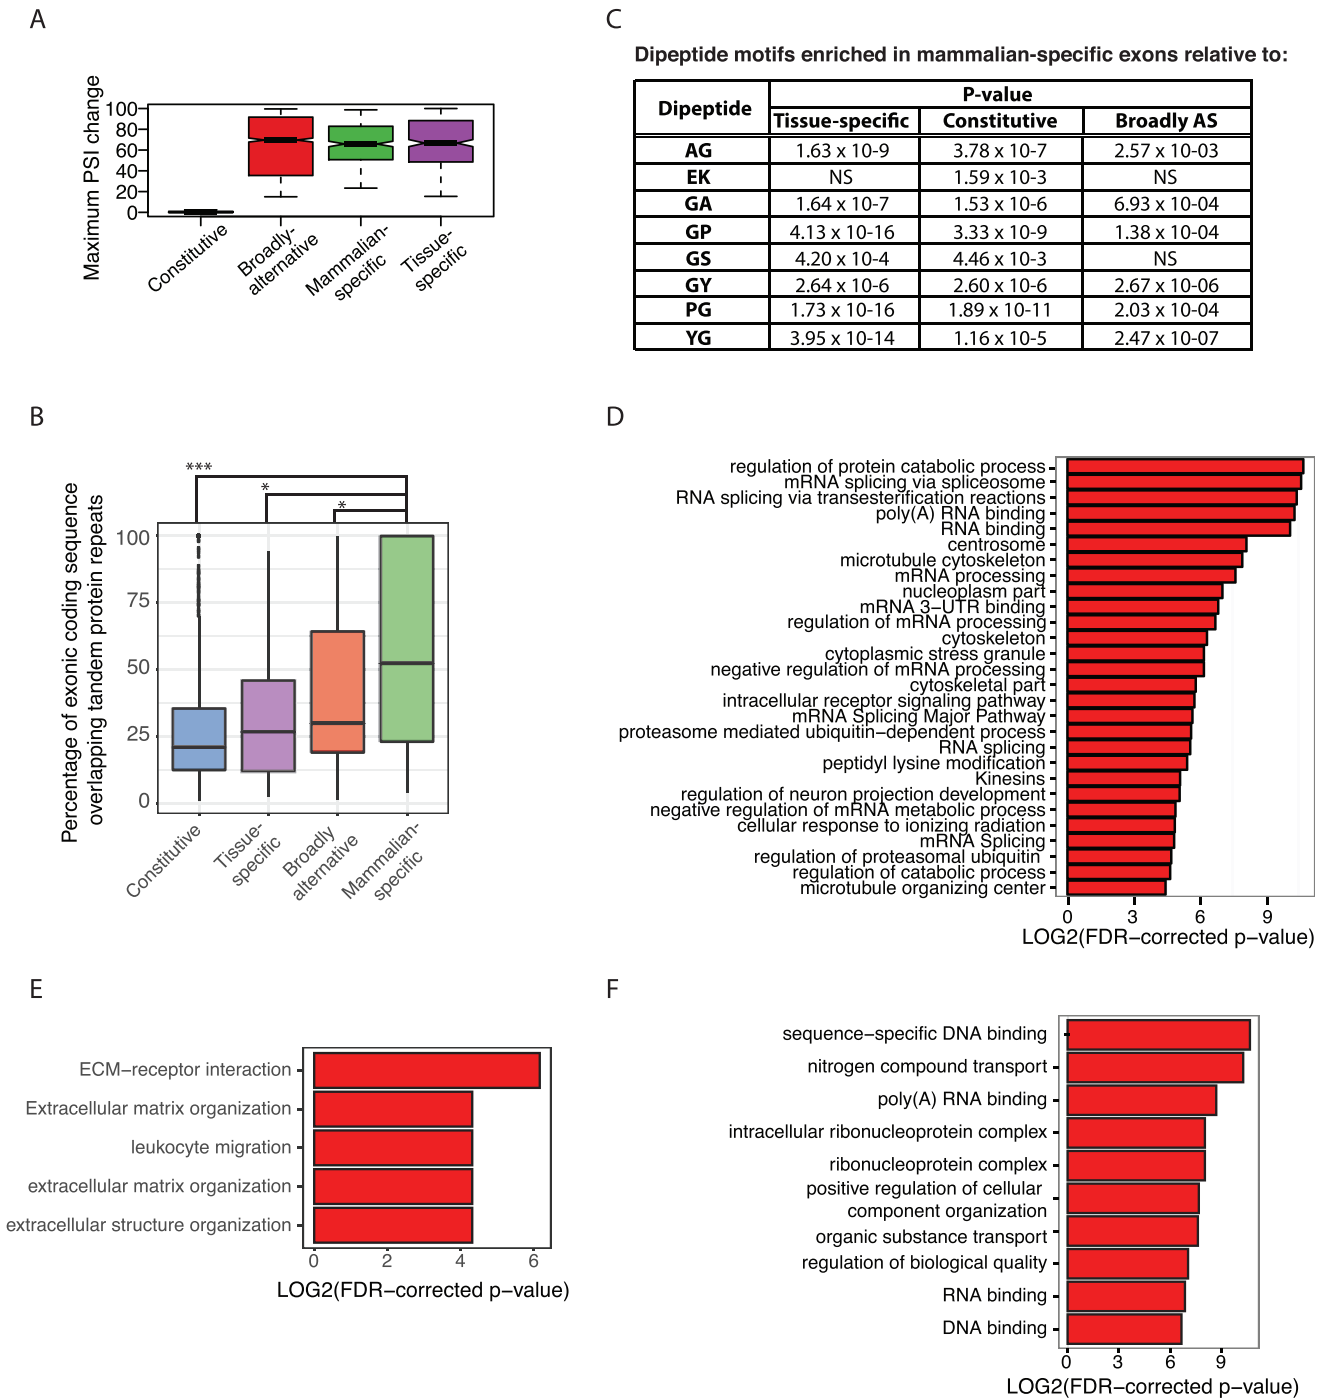 A
Maximum PSI change
100
80
60
40
20
0
Constitutive
Broadly-
alternative
Mammalian-
specific
Tissue-
specific
C
Dipeptide motifs enriched in mammalian-specific exons relative to:
Dipeptide P-value
Tissue-specific Constitutive Broadly AS
AG 1.63 x 10-9 3.78 x 10-7 2.57 x 10-03
EK NS 1.59 x 10-3 NS
GA 1.64 x 10-7 1.53 x 10-6 6.93 x 10-04
GP 4.13 x 10-16 3.33 x 10-9 1.38 x 10-04
GS 4.20 x 10-4 4.46 x 10-3 NS
GY 2.64 x 10-6 2.60 x 10-6 2.67 x 10-06
PG 1.73 x 10-16 1.89 x 10-11 2.03 x 10-04
YG 3.95 x 10-14 1.16 x 10-5 2.47 x 10-07
B
Percentage of exonic coding sequence
overlapping tandem protein repeats
***
*
*
100
75
50
25
0
Constitutive
Tissue-
specific
Broadly
alternative
Mammalian-
specific
D
regulation of protein catabolic process
mRNA splicing via spliceosome
RNA splicing via transesterification reactions
poly(A) RNA binding
RNA binding
centrosome
microtubule cytoskeleton
mRNA processing
nucleoplasm part
mRNA 3−UTR binding
regulation of mRNA processing
cytoskeleton
cytoplasmic stress granule
negative regulation of mRNA processing
cytoskeletal part
intracellular receptor signaling pathway
mRNA Splicing Major Pathway
proteasome mediated ubiquitin−dependent process
RNA splicing
peptidyl lysine modification
Kinesins
regulation of neuron projection development
negative regulation of mRNA metabolic process
cellular response to ionizing radiation
mRNA Splicing
regulation of proteasomal ubiquitin
regulation of catabolic process
microtubule organizing center
0 3 6 9
LOG2(FDR−corrected p−value)
E
ECM−receptor interaction
Extracellular matrix organization
leukocyte migration
extracellular matrix organization
extracellular structure organization
0 2 4 6
LOG2(FDR−corrected p−value)
F
sequence−specific DNA binding
nitrogen compound transport
poly(A) RNA binding
intracellular ribonucleoprotein complex
ribonucleoprotein complex
positive regulation of cellular
component organization
organic substance transport
regulation of biological quality
RNA binding
DNA binding
0 3 6 9
LOG2(FDR−corrected p−value)